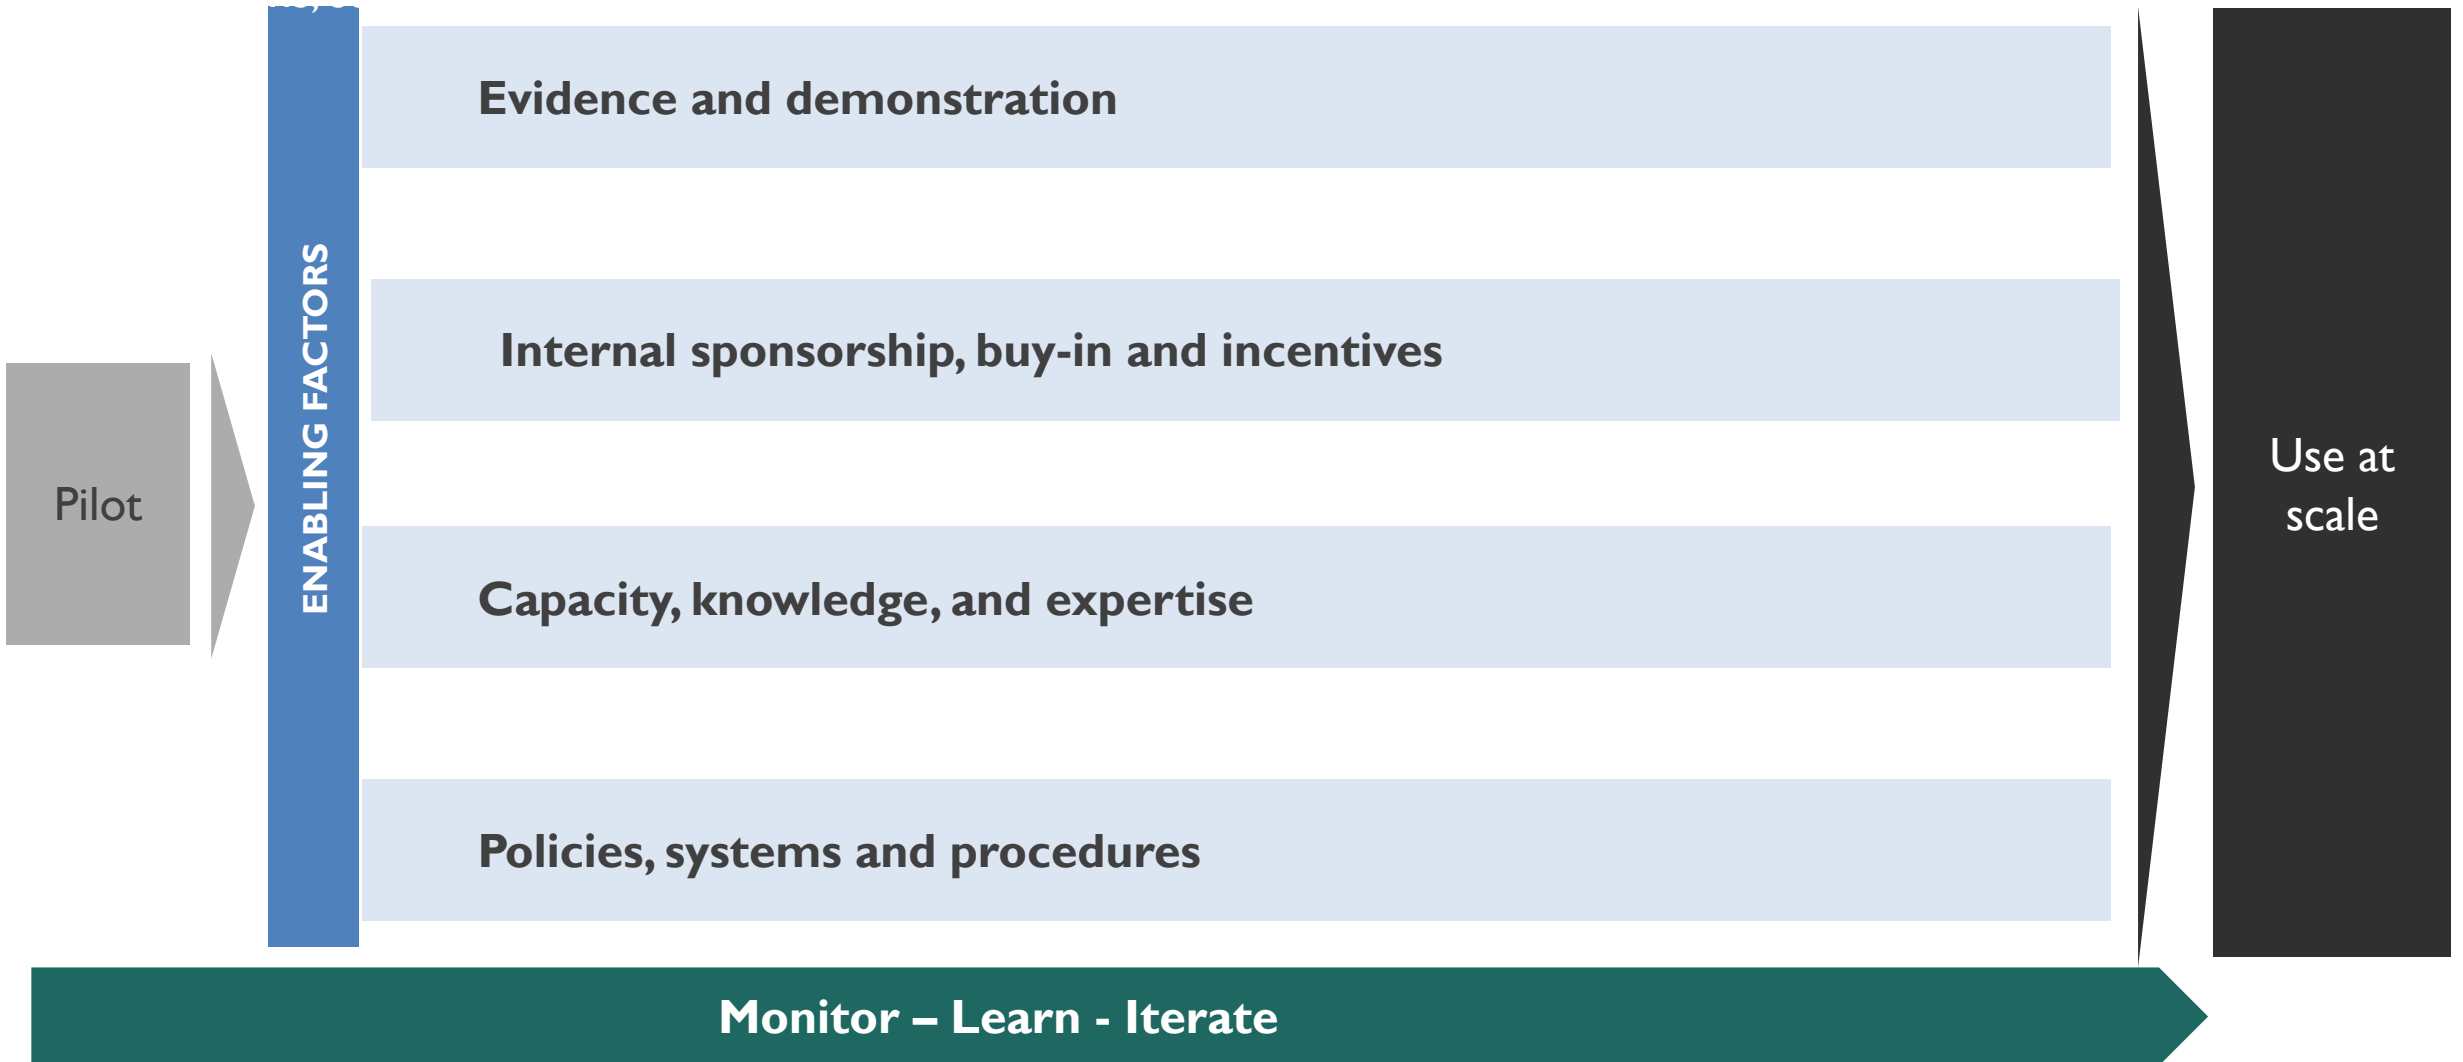 Evidence and demonstration
Internal sponsorship, buy-in and incentives
ENABLING FACTORS
Pilot
Use at
scale
Capacity, knowledge, and expertise
Policies, systems and procedures
Monitor – Learn - Iterate